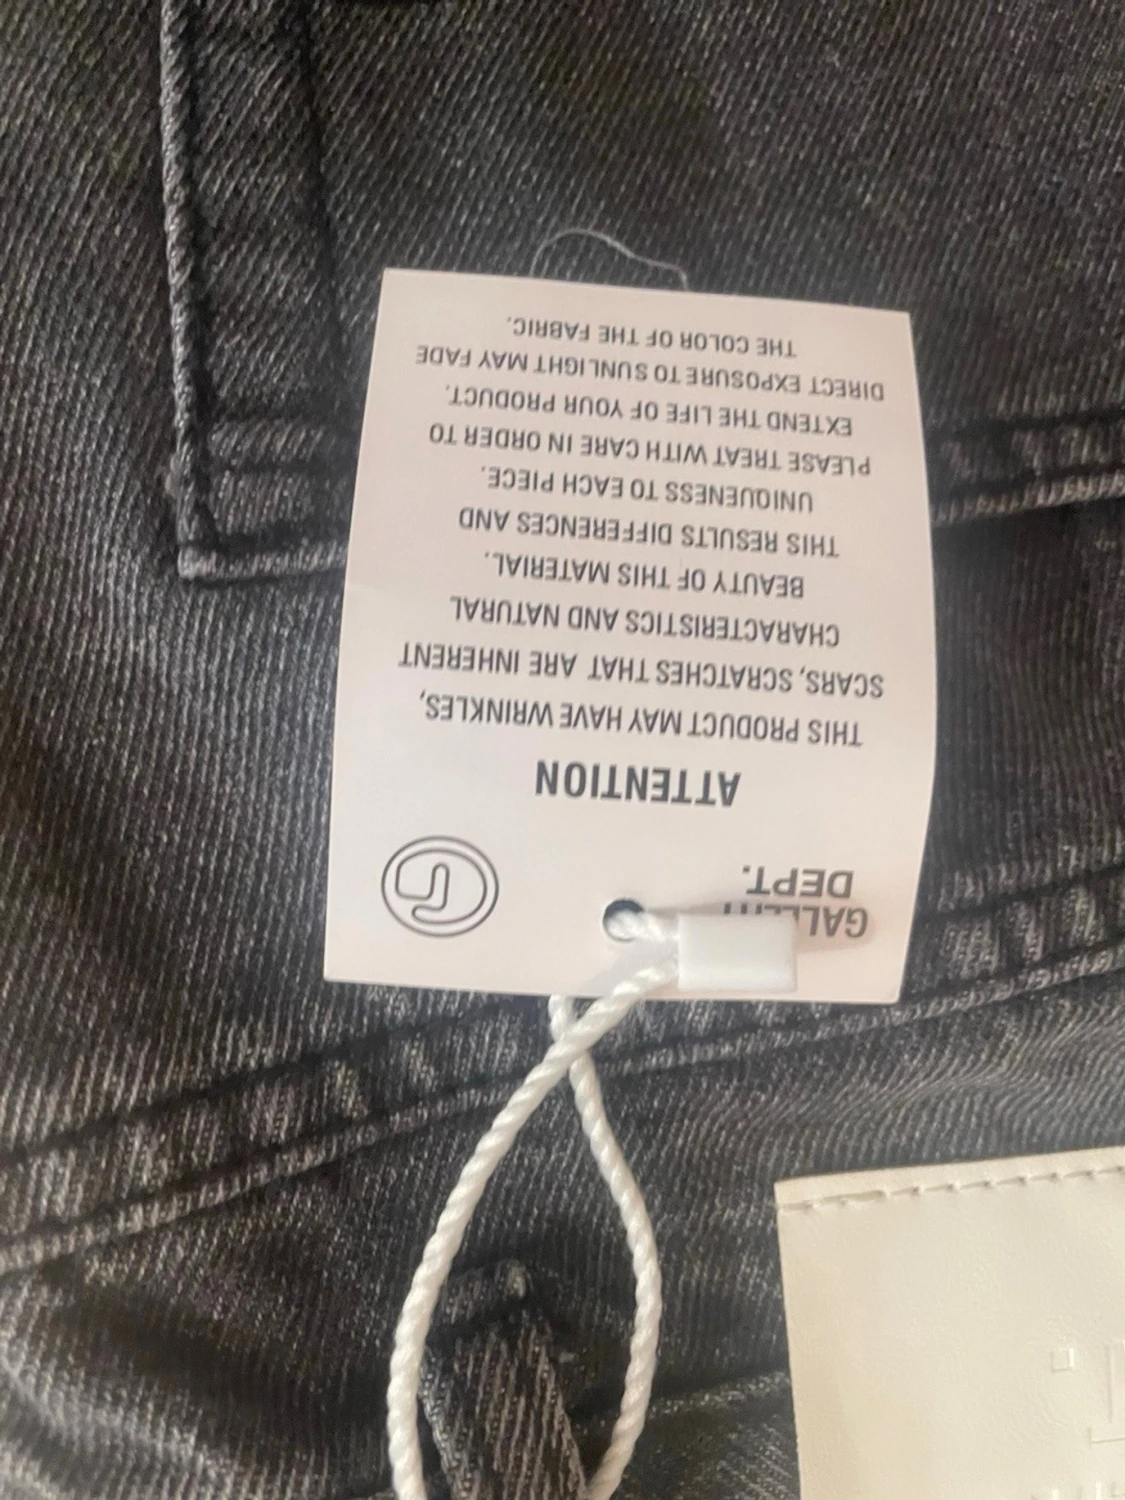 DEPT.
ATTENTION
THIS PRODUCT MAY HAVE WRINKLES,
SCARS, SCRATCHES THAT ARE INHERENT
CHARACTERISTICS AND NATURAL
BEAUTY OF THIS MATERIAL.
THIS RESULTS DIFFERENCES AND
UNIQUENESS TO EACH PIECE.
PLEASE TREAT WITH CARE IN ORDER TO
EXTEND THE LIFE OF YOUR PRODUCT.
DIRECT EXPOSURE TO SUNLIGHT MAY FADE
THE COLOR OF THE FABRIC.